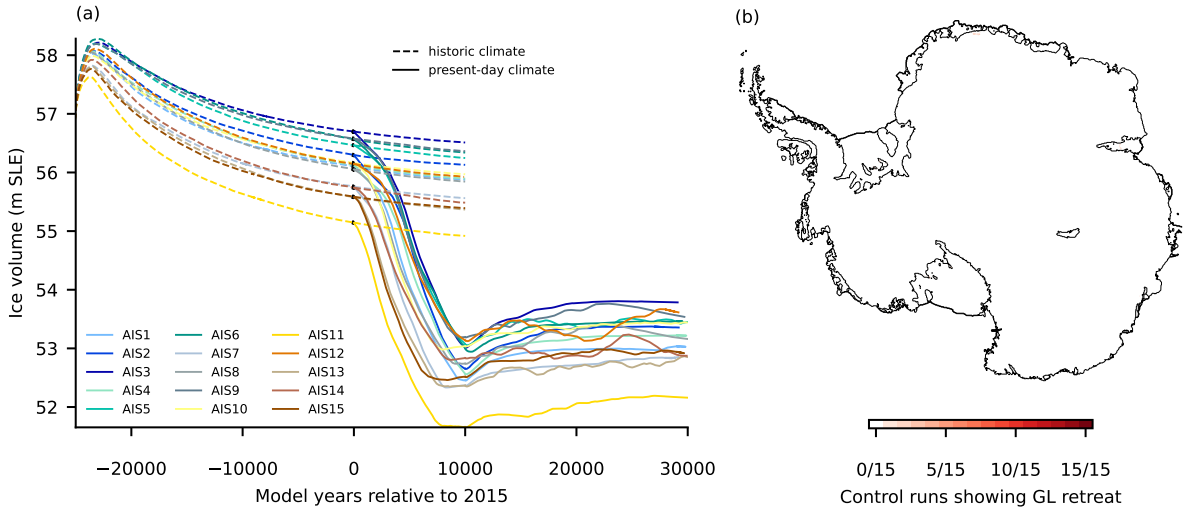 (a)
(b)
58
57
56
55
54
53
52
Ice volume (m SLE)
historic climate
present-day climate
AIS1 AIS6 AIS11
AIS2 AIS7 AIS12
AIS3 AIS8 AIS13
AIS4 AIS9 AIS14
AIS5 AIS10 AIS15
−20000 −10000 0 10000 20000 30000
Model years relative to 2015
0/15 5/15 10/15 15/15
Control runs showing GL retreat